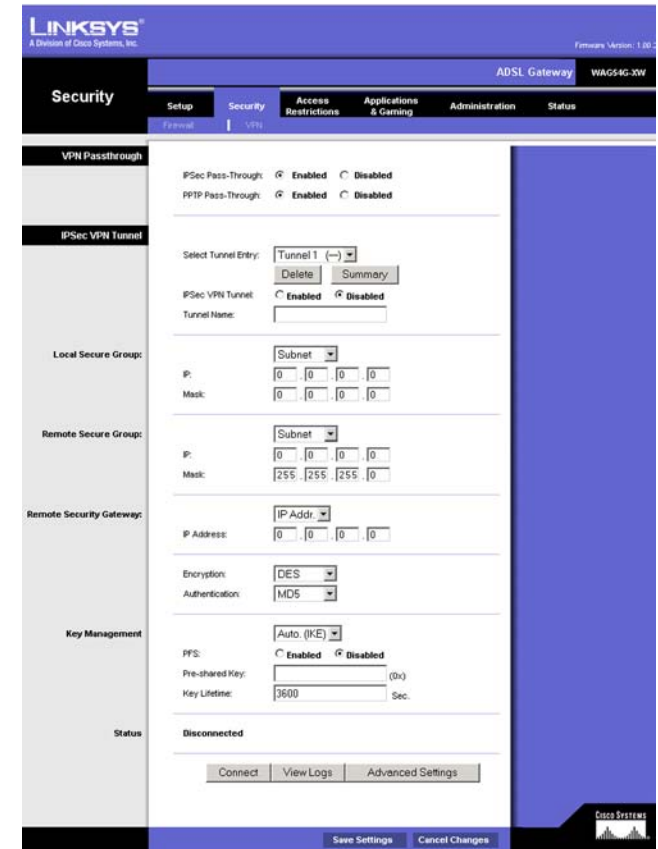 LINKSYS®
A Division of Cisco Systems, Inc.
Firmware Version: 1.00.
ADSL Gateway WAG54G-XW
Security
Setup Security Access Restrictions Applications & Gaming Administration Status
Firewall VPN
VPN Passthrough
IPSec Pass-Through: Enabled Disabled
PPTP Pass-Through: Enabled Disabled
IPSec VPN Tunnel
Select Tunnel Entry: Tunnel 1 (---)
Delete Summary
IPSec VPN Tunnel: Enabled Disabled
Tunnel Name:
Local Secure Group: Subnet
IP: 0 . 0 . 0 . 0
Mask: 0 . 0 . 0 . 0
Remote Secure Group: Subnet
IP: 0 . 0 . 0 . 0
Mask: 255 . 255 . 255 . 0
Remote Security Gateway: IP Addr.
IP Address: 0 . 0 . 0 . 0
Encryption: DES
Authentication: MD5
Key Management Auto. (IKE)
PFS: Enabled Disabled
Pre-shared Key: (0x)
Key Lifetime: 3600 Sec.
Status Disconnected
Connect View Logs Advanced Settings
Save Settings Cancel Changes
CISCO SYSTEMS